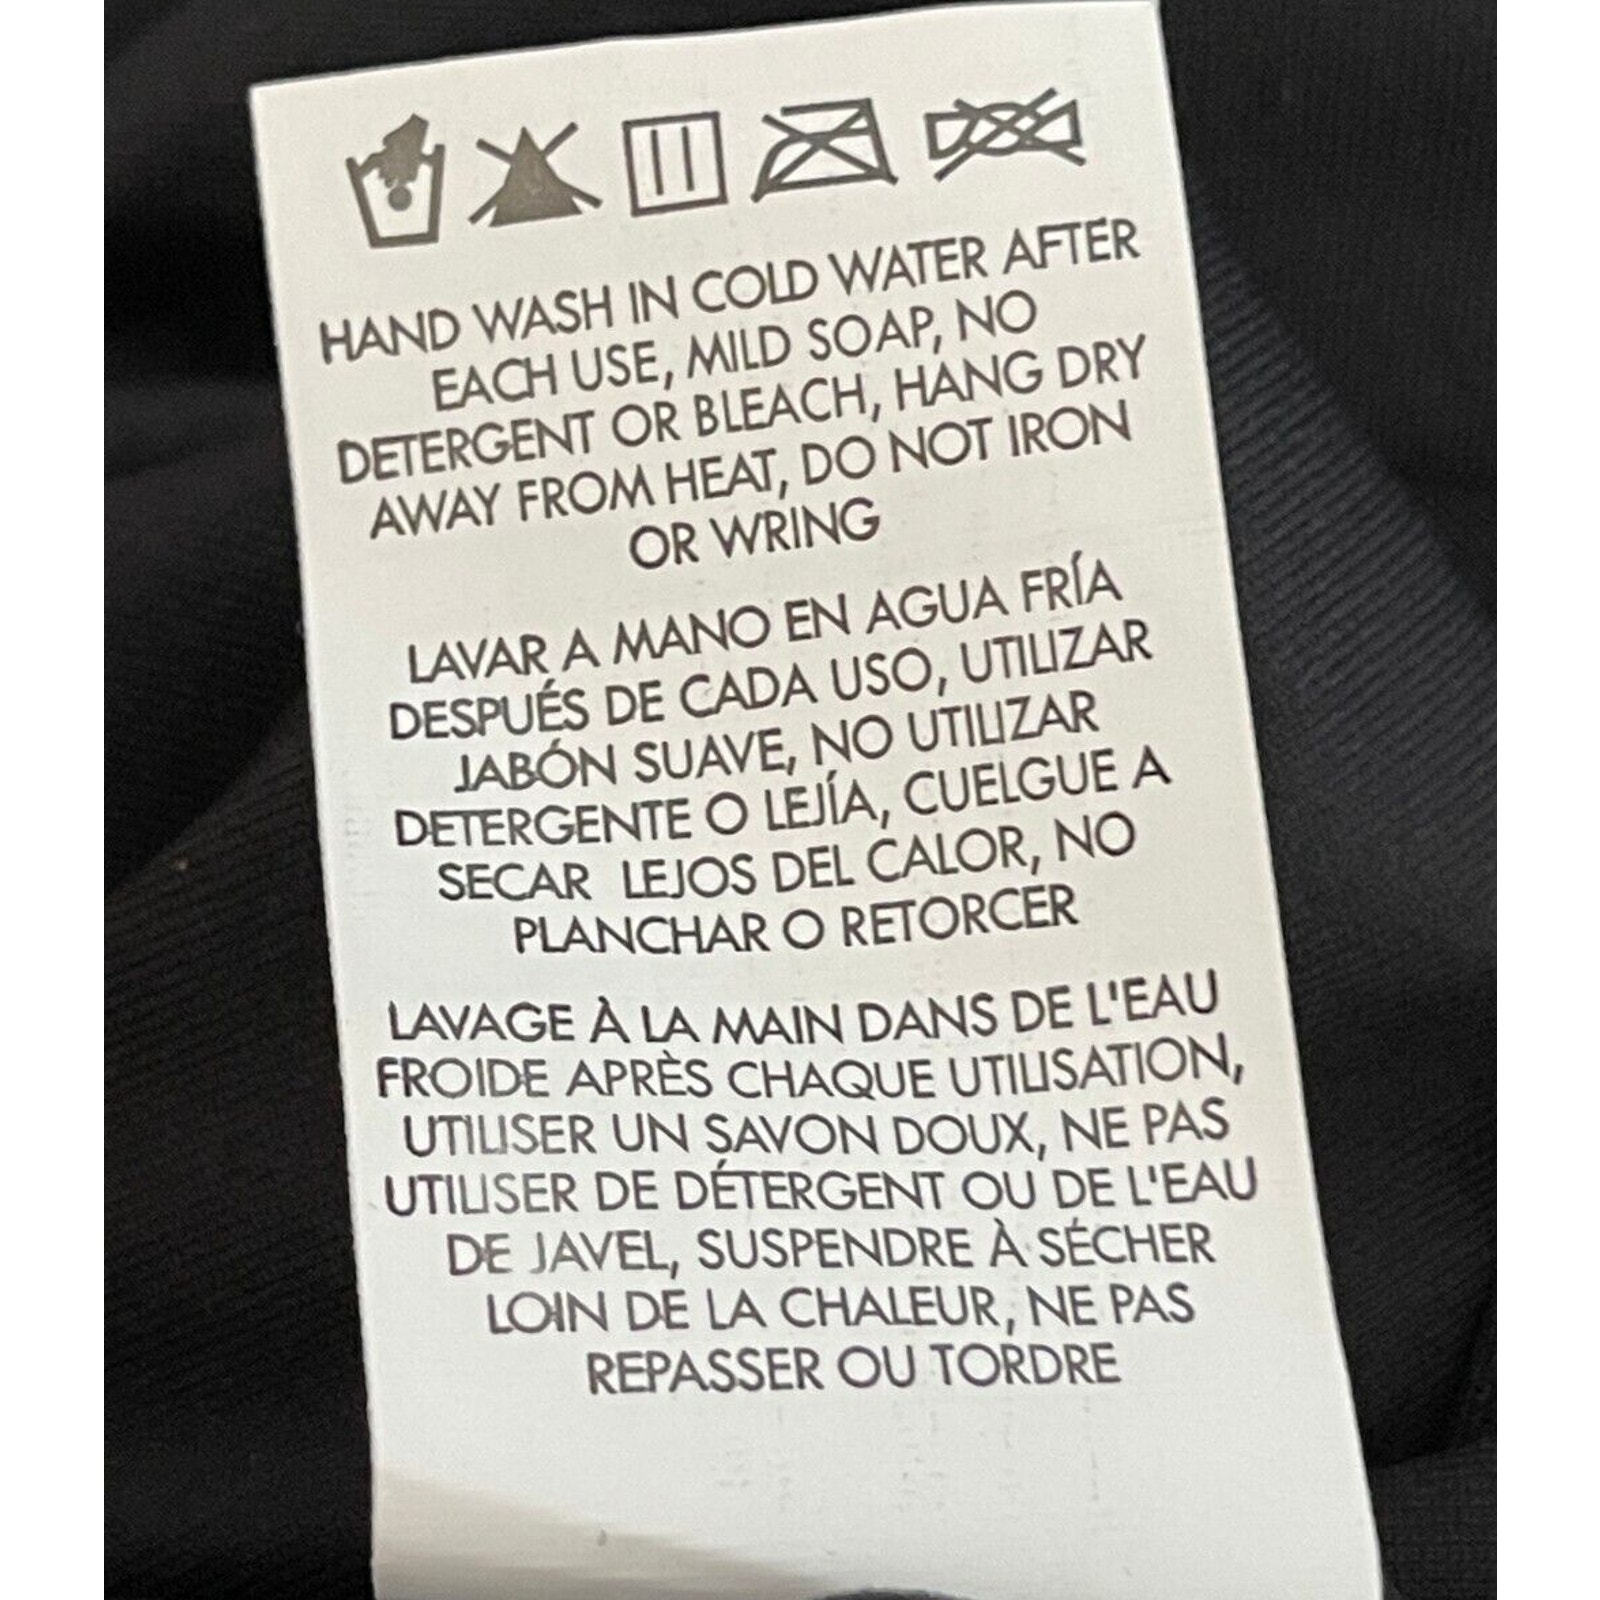 HAND WASH IN COLD WATER AFTER
EACH USE, MILD SOAP, NO
DETERGENT OR BLEACH, HANG DRY
AWAY FROM HEAT, DO NOT IRON
OR WRING
LAVAR A MANO EN AGUA FRÍA
DESPUÉS DE CADA USO, UTILIZAR
JABÓN SUAVE, NO UTILIZAR
DETERGENTE O LEJÍA, CUELGUE A
SECAR LEJOS DEL CALOR, NO
PLANCHAR O RETORCER
LAVAGE À LA MAIN DANS DE L'EAU
FROIDE APRÈS CHAQUE UTILISATION,
UTILISER UN SAVON DOUX, NE PAS
UTILISER DE DÉTERGENT OU DE L'EAU
DE JAVEL, SUSPENDRE À SÉCHER
LOIN DE LA CHALEUR, NE PAS
REPASSER OU TORDRE